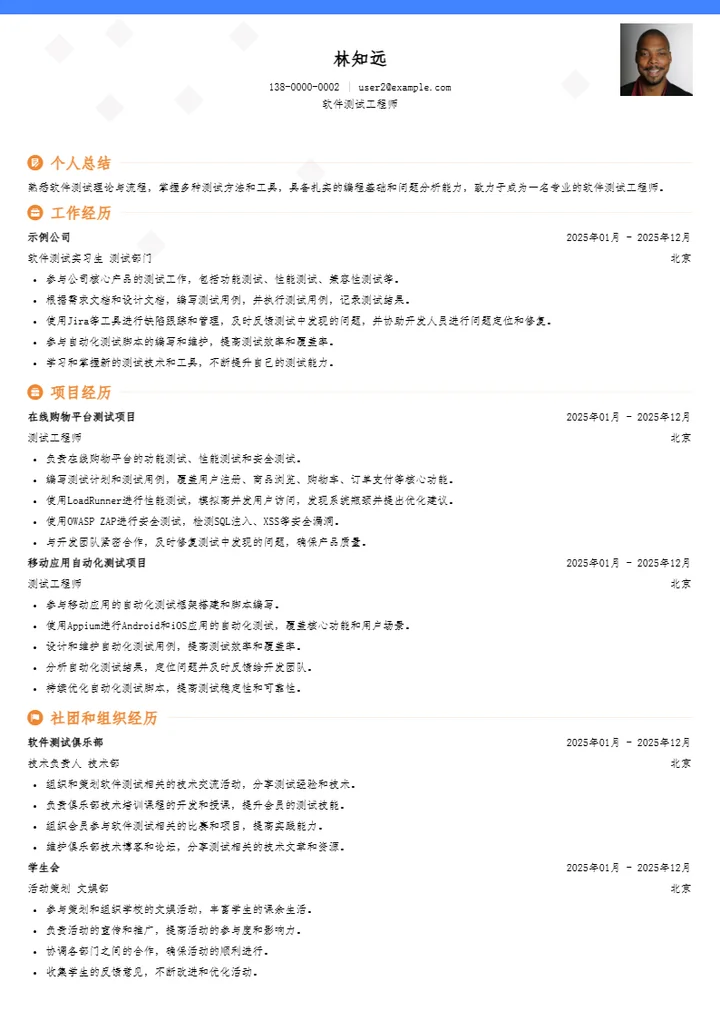 林知远
138-0000-0002 | user2@example.com
软件测试工程师
个人总结
熟悉软件测试理论与流程，掌握多种测试方法和工具，具备扎实的编程基础和问题分析能力，致力于成为一名专业的软件测试工程师。
工作经历
示例公司 2025年01月 - 2025年12月
软件测试实习生 测试部门 北京
• 参与公司核心产品的测试工作，包括功能测试、性能测试、兼容性测试等。
• 根据需求文档和设计文档，编写测试用例，并执行测试用例，记录测试结果。
• 使用Jira等工具进行缺陷跟踪和管理，及时反馈测试中发现的问题，并协助开发人员进行问题定位和修复。
• 参与自动化测试脚本的编写和维护，提高测试效率和覆盖率。
• 学习和掌握新的测试技术和工具，不断提升自己的测试能力。
项目经历
在线购物平台测试项目 2025年01月 - 2025年12月
测试工程师 北京
• 负责在线购物平台的功能测试、性能测试和安全测试。
• 编写测试计划和测试用例，覆盖用户注册、商品浏览、购物车、订单支付等核心功能。
• 使用LoadRunner进行性能测试，模拟高并发用户访问，发现系统瓶颈并提出优化建议。
• 使用OWASP ZAP进行安全测试，检测SQL注入、XSS等安全漏洞。
• 与开发团队紧密合作，及时修复测试中发现的问题，确保产品质量。
移动应用自动化测试项目 2025年01月 - 2025年12月
测试工程师 北京
• 参与移动应用的自动化测试框架搭建和脚本编写。
• 使用Appium进行Android和iOS应用的自动化测试，覆盖核心功能和用户场景。
• 设计和维护自动化测试用例，提高测试效率和覆盖率。
• 分析自动化测试结果，定位问题并及时反馈给开发团队。
• 持续优化自动化测试脚本，提高测试稳定性和可靠性。
社团和组织经历
软件测试俱乐部 2025年01月 - 2025年12月
技术负责人 技术部 北京
• 组织和策划软件测试相关的技术交流活动，分享测试经验和技术。
• 负责俱乐部技术培训课程的开发和授课，提升会员的测试技能。
• 组织会员参与软件测试相关的比赛和项目，提高实践能力。
• 维护俱乐部技术博客和论坛，分享测试相关的技术文章和资源。
学生会 2025年01月 - 2025年12月
活动策划 文娱部 北京
• 参与策划和组织学校的文娱活动，丰富学生的课余生活。
• 负责活动的宣传和推广，提高活动的参与度和影响力。
• 协调各部门之间的合作，确保活动的顺利进行。
• 收集学生的反馈意见，不断改进和优化活动。